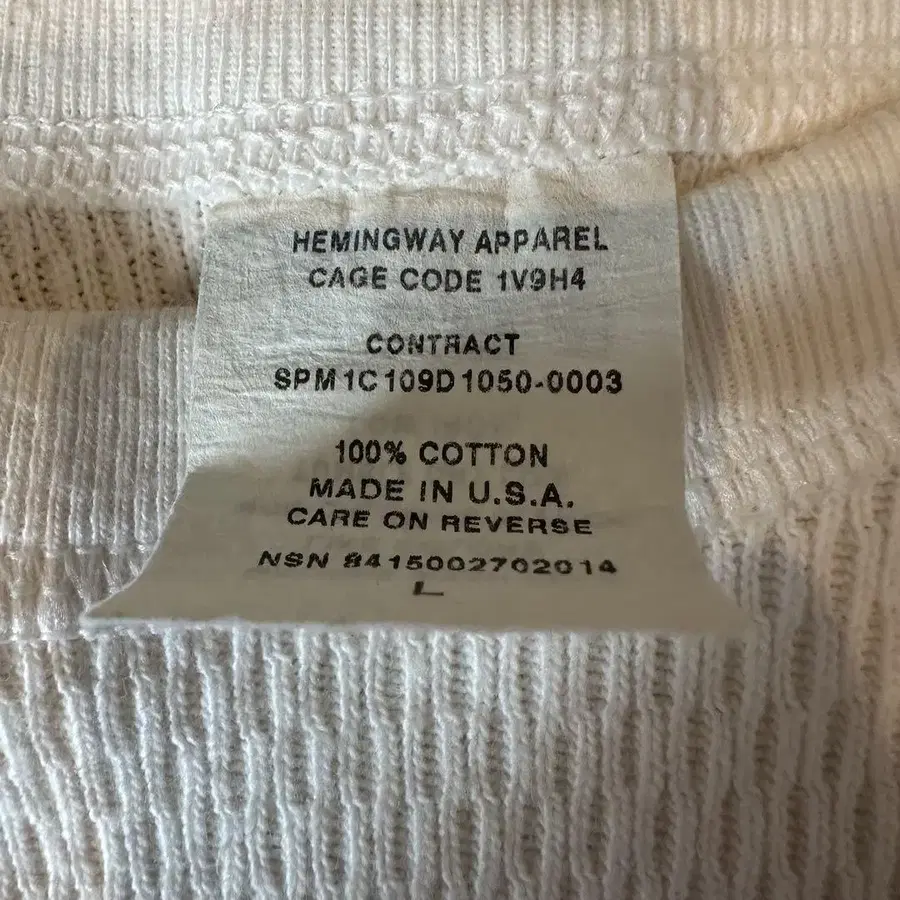 HEMINGWAY APPAREL
CAGE CODE 1V9H4
CONTRACT
SPM1C109D1050-0003
100% COTTON
MADE IN U.S.A.
CARE ON REVERSE
NSN 8415002702014
L